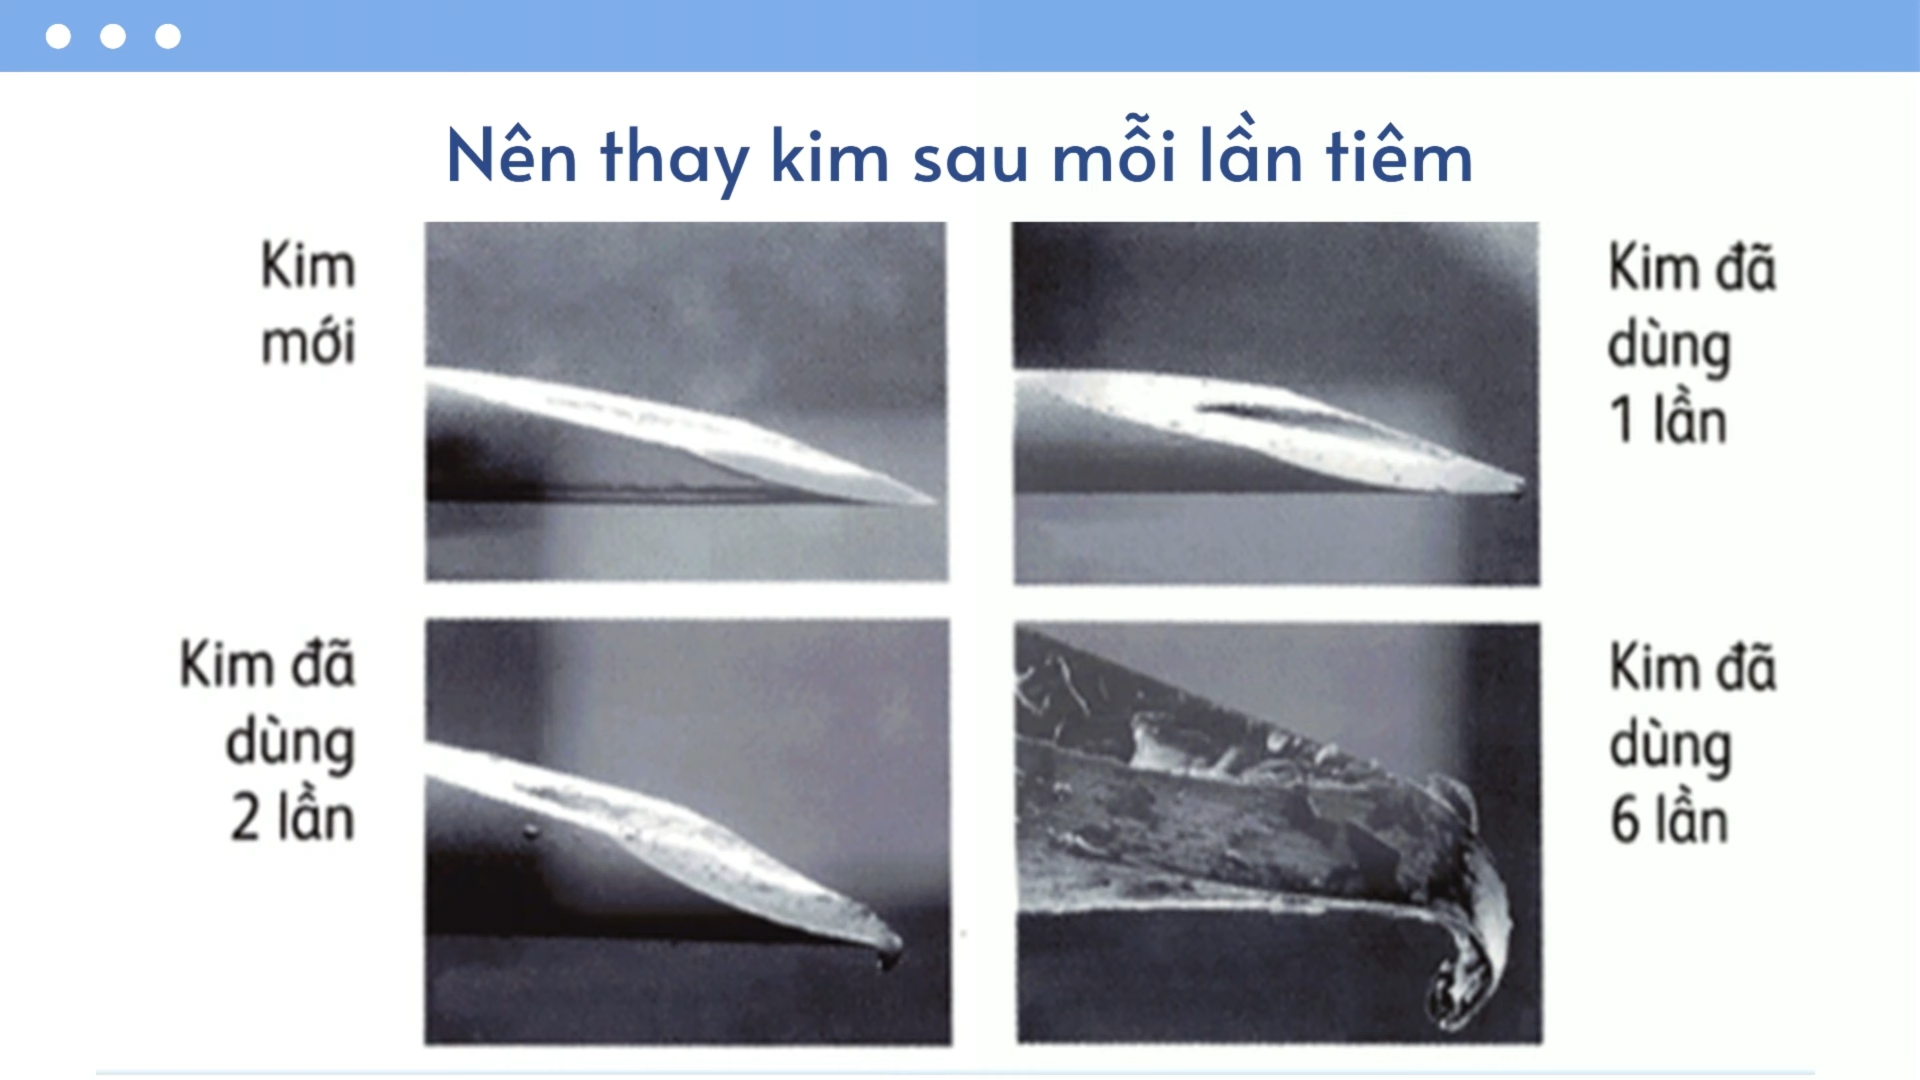 Nên thay kim sau mỗi lần tiêm
Kim
mới
Kim đã
dùng
1 lần
Kim đã
dùng
2 lần
Kim đã
dùng
6 lần